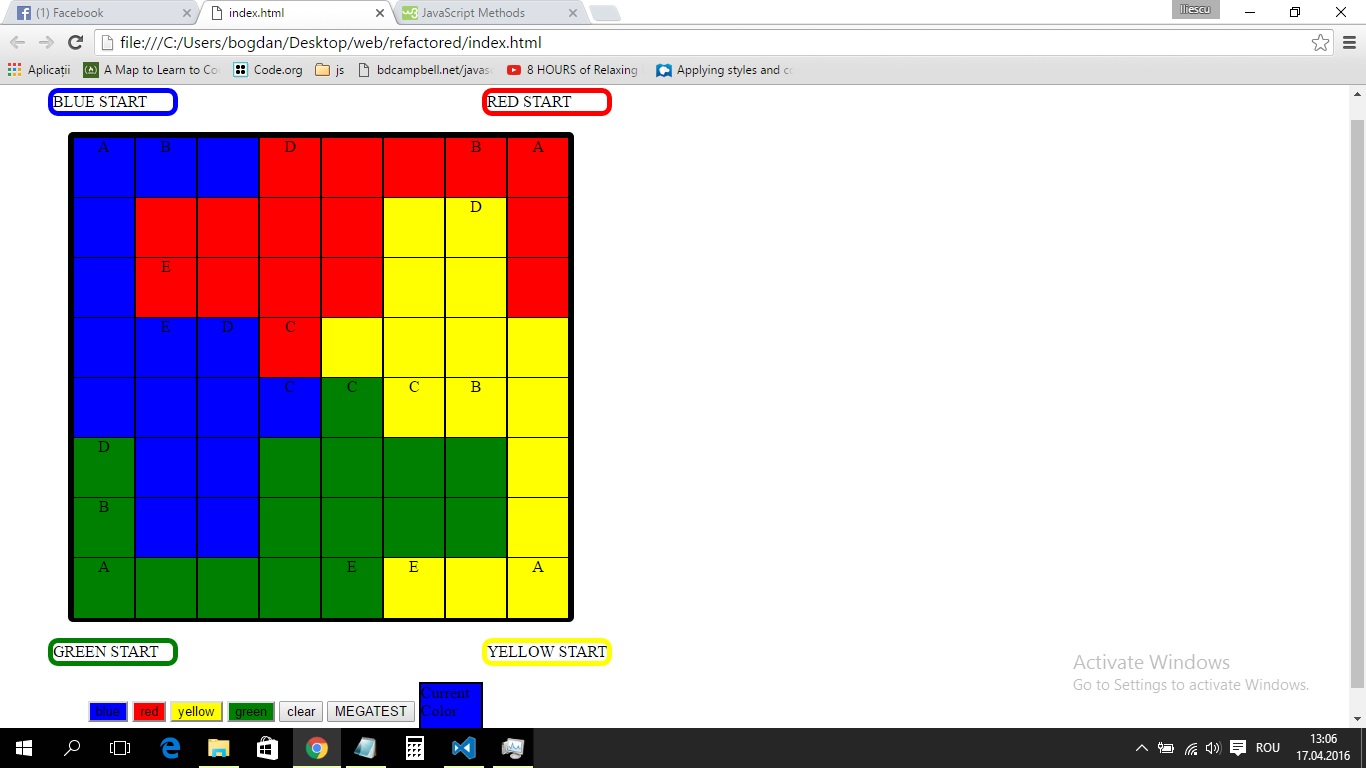 (1) Facebook index.html JavaScript Methods Iliescu
file:///C:/Users/bogdan/Desktop/web/refactored/index.html
Aplicații A Map to Learn to Co Code.org js bdcampbell.net/javas 8 HOURS of Relaxing Applying styles and c
BLUE START RED START
A B D B A
D
E
E D C
C C C B
D
B
A E E A
GREEN START YELLOW START
Activate Windows
Go to Settings to activate Windows.
Current
blue red yellow green clear MEGATEST Color
ROU 13:06
17.04.2016